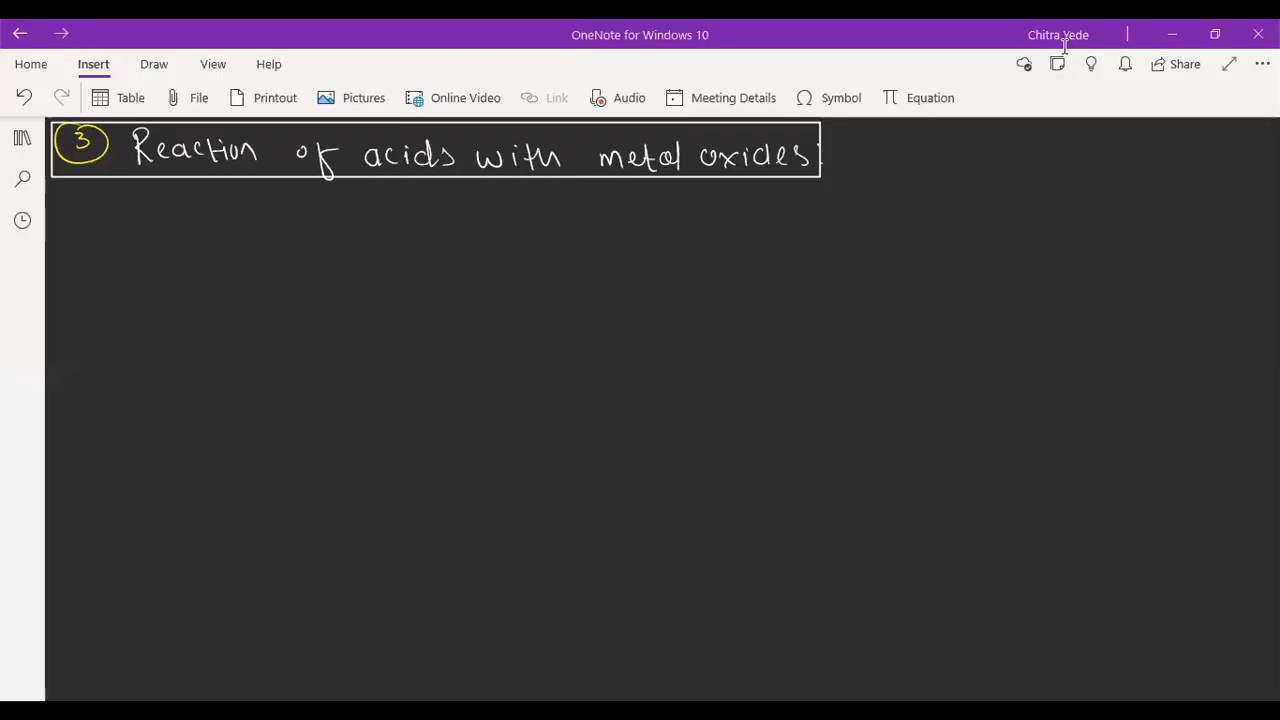 OneNote for Windows 10
Chitra Yede
Home Insert Draw View Help Share
Table File Printout Pictures Online Video Link Audio Meeting Details Symbol Equation
3 Reaction of acids with metal oxides: